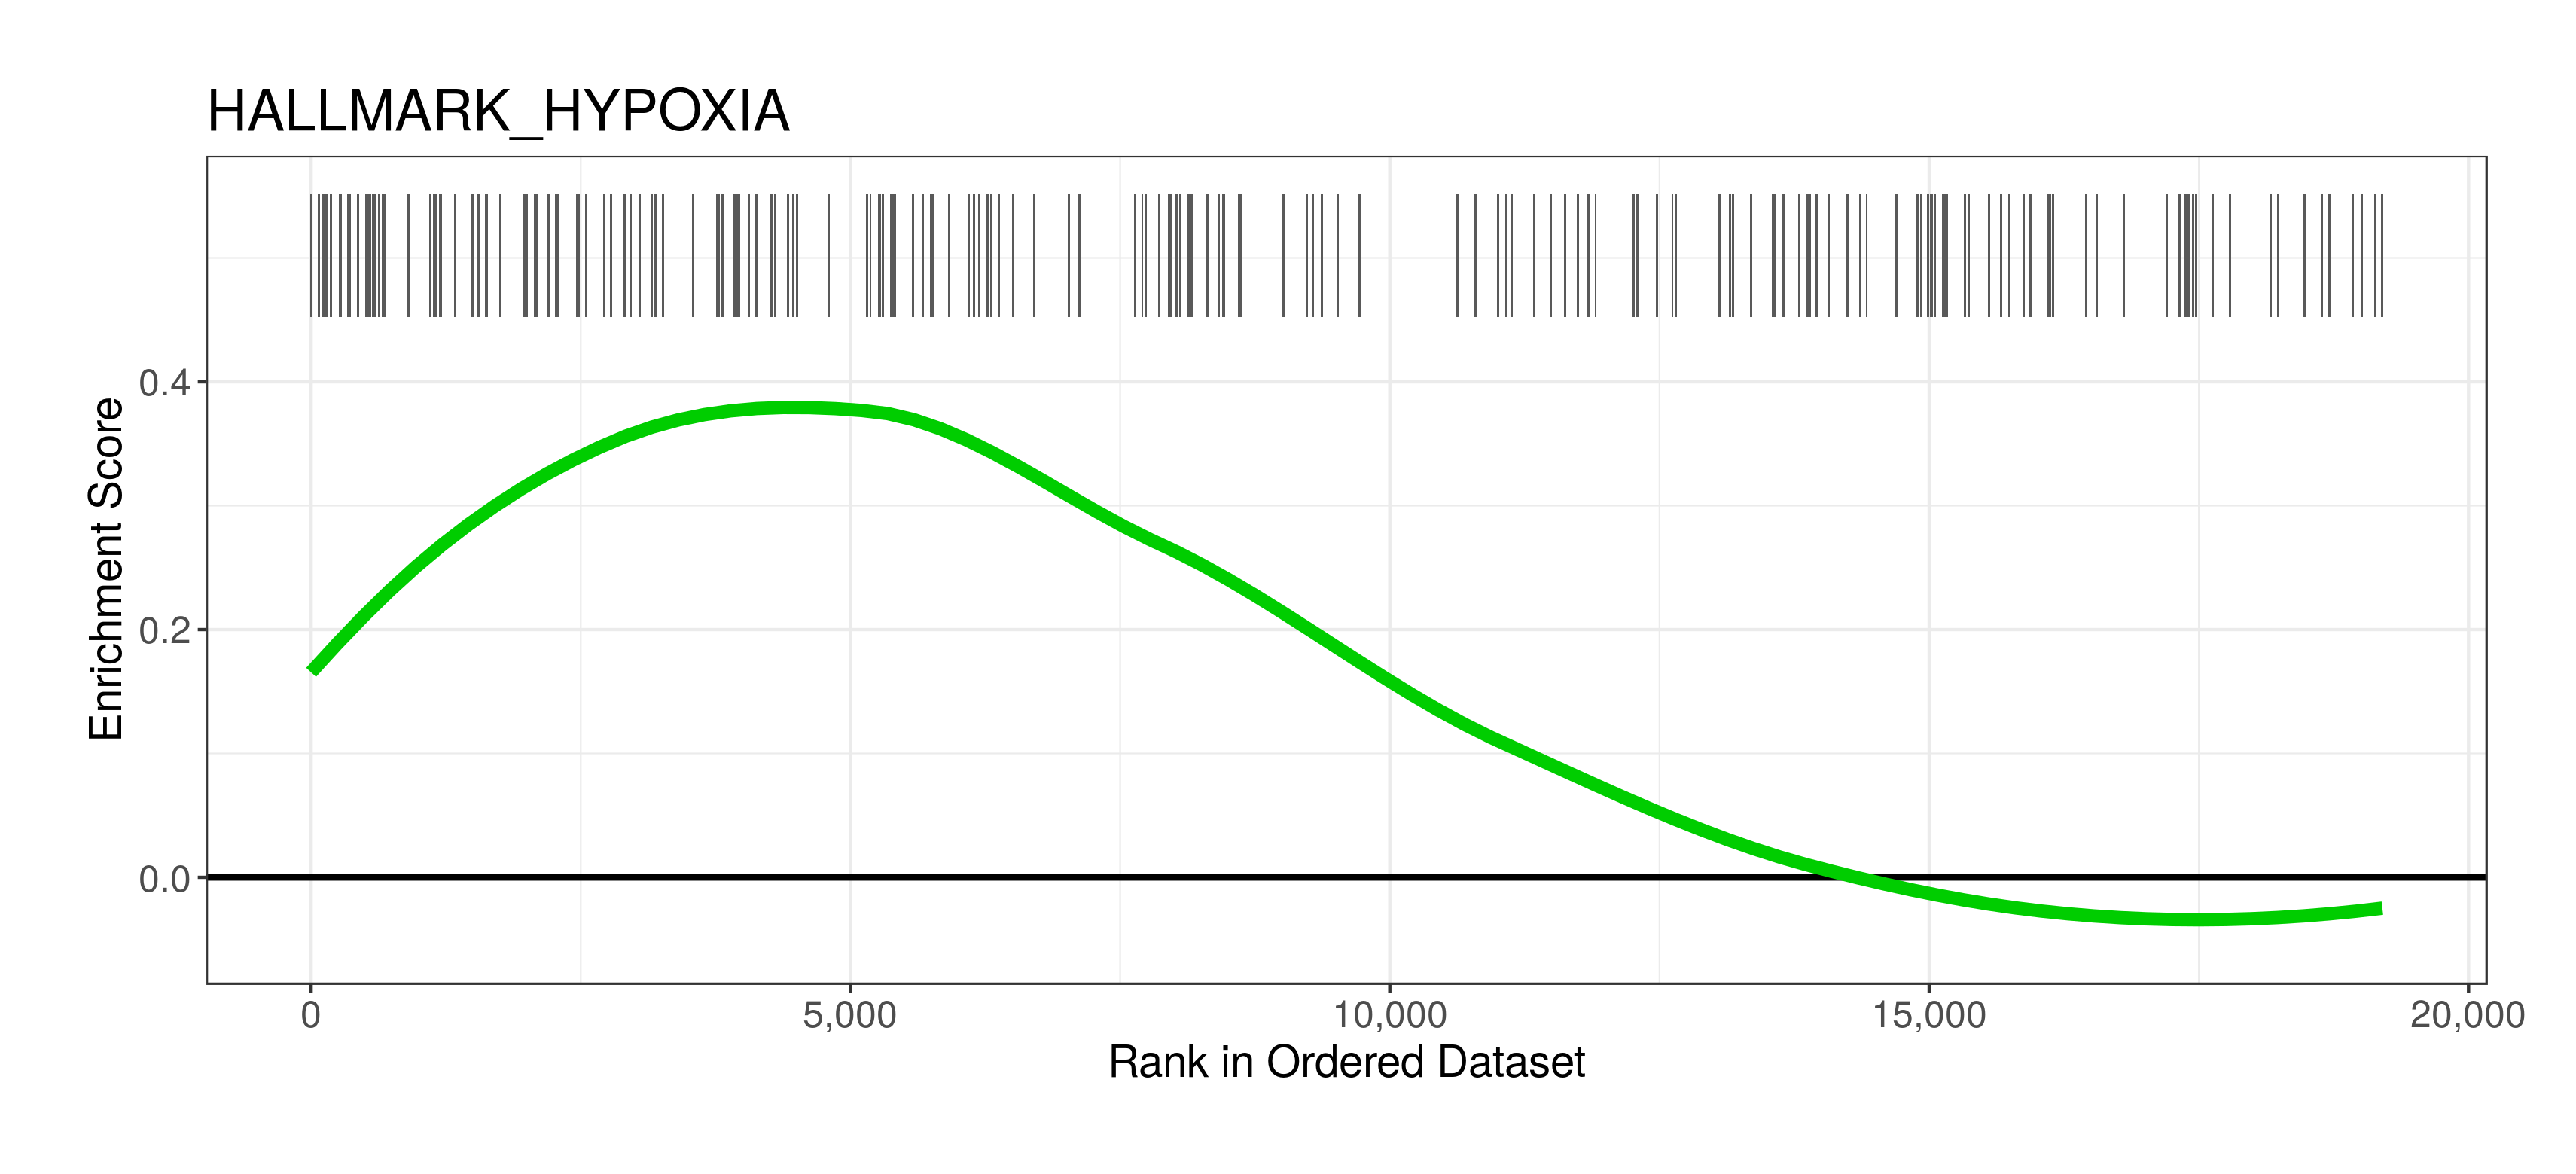 HALLMARK_HYPOXIA
Enrichment Score
0.4
0.2
0.0
0 5,000 10,000 15,000 20,000
Rank in Ordered Dataset